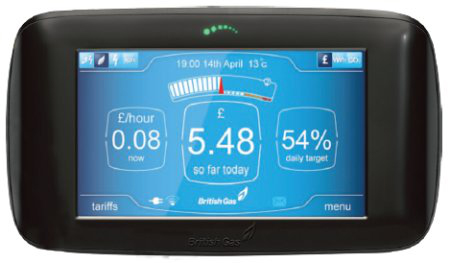 19:00 14th April 13°c
£
£/hour
0.08
now
£
5.48
so far today
54%
daily target
British Gas
tariffs
menu
British Gas